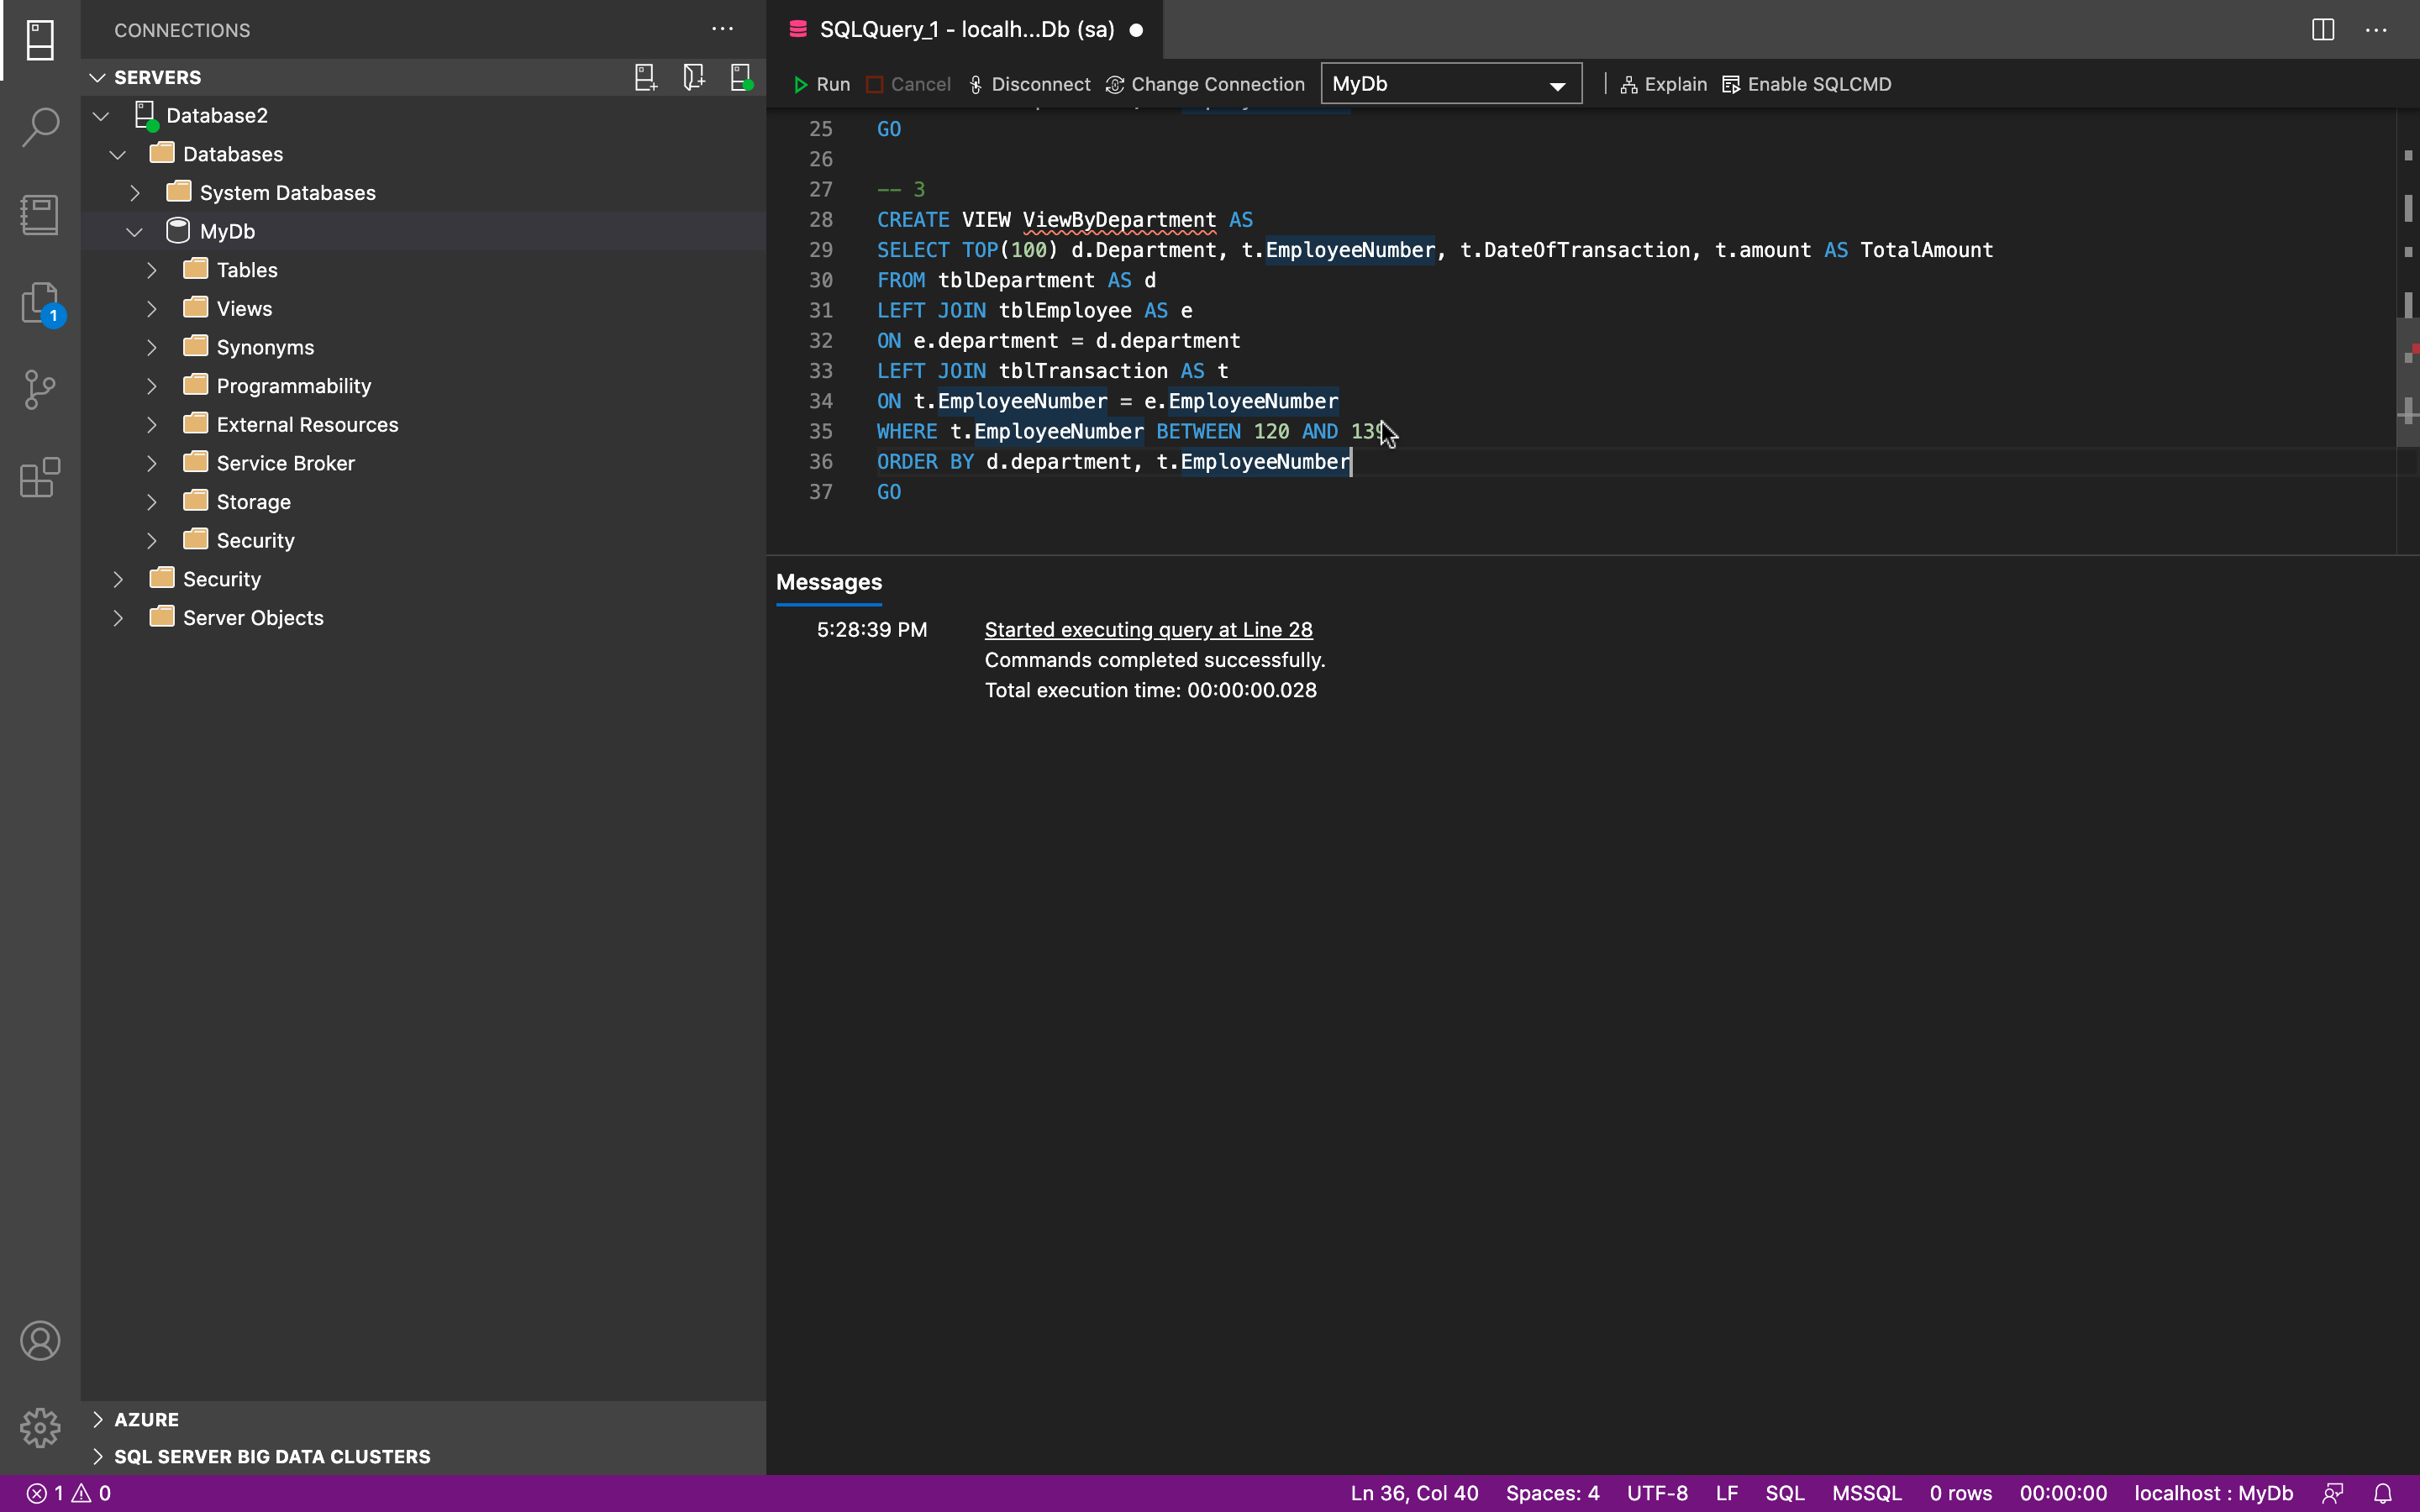 CONNECTIONS
SERVERS
Database2
Databases
System Databases
MyDb
Tables
Views
Synonyms
Programmability
External Resources
Service Broker
Storage
Security
Security
Server Objects
AZURE
SQL SERVER BIG DATA CLUSTERS
1
SQLQuery_1 - localh...Db (sa)
Run Cancel Disconnect Change Connection MyDb Explain Enable SQLCMD
25 GO
26
27 -- 3
28 CREATE VIEW ViewByDepartment AS
29 SELECT TOP(100) d.Department, t.EmployeeNumber, t.DateOfTransaction, t.amount AS TotalAmount
30 FROM tblDepartment AS d
31 LEFT JOIN tblEmployee AS e
32 ON e.department = d.department
33 LEFT JOIN tblTransaction AS t
34 ON t.EmployeeNumber = e.EmployeeNumber
35 WHERE t.EmployeeNumber BETWEEN 120 AND 139
36 ORDER BY d.department, t.EmployeeNumber
37 GO
Messages
5:28:39 PM Started executing query at Line 28
Commands completed successfully.
Total execution time: 00:00:00.028
1 0 Ln 36, Col 40 Spaces: 4 UTF-8 LF SQL MSSQL 0 rows 00:00:00 localhost : MyDb